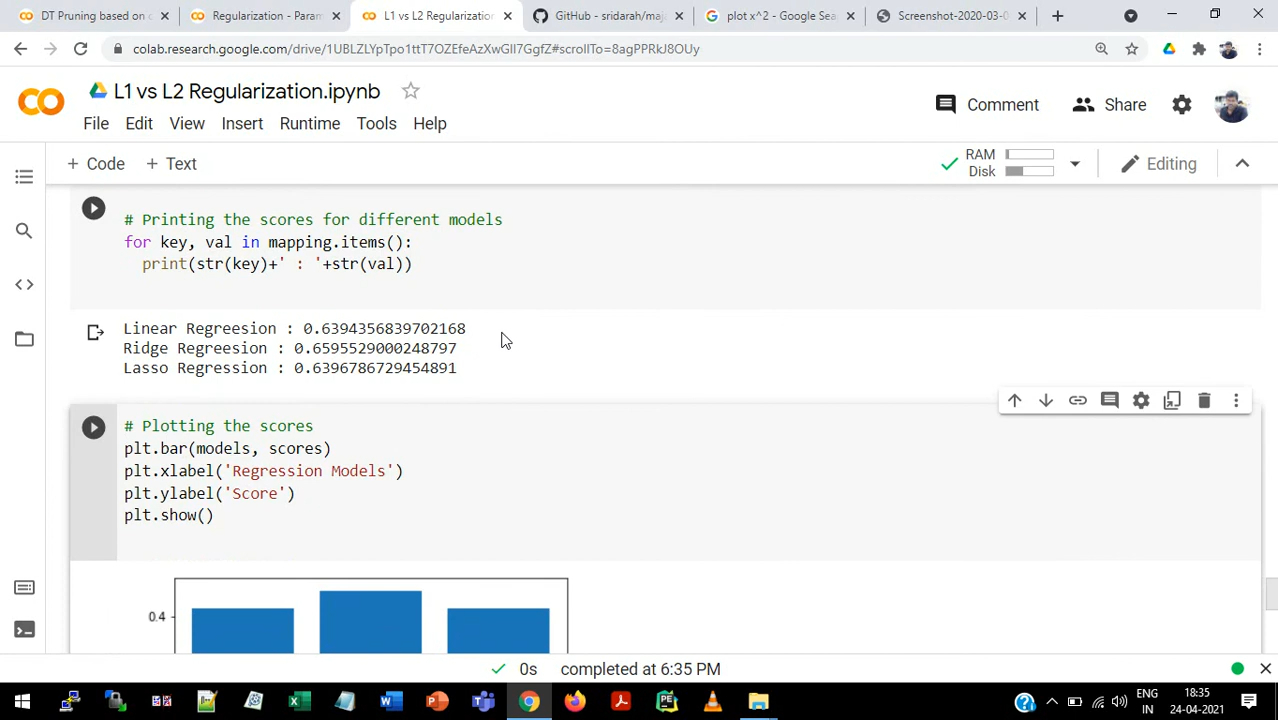 DT Pruning based on c
Regularization - Param
L1 vs L2 Regularization
GitHub - sridarah/maj
plot x^2 - Google Sea
Screenshot-2020-03-0
colab.research.google.com/drive/1UBLZLYpTpo1ttT7OZEfeAzXwGlI7GgfZ#scrollTo=8agPPRkJ8OUy
L1 vs L2 Regularization.ipynb
Comment
Share
File Edit View Insert Runtime Tools Help
+ Code + Text
RAM
Disk
Editing
# Printing the scores for different models
for key, val in mapping.items():
print(str(key)+' : '+str(val))
Linear Regreesion : 0.6394356839702168
Ridge Regreesion : 0.6595529000248797
Lasso Regression : 0.6396786729454891
# Plotting the scores
plt.bar(models, scores)
plt.xlabel('Regression Models')
plt.ylabel('Score')
plt.show()
0.4
0s completed at 6:35 PM
ENG
IN
18:35
24-04-2021